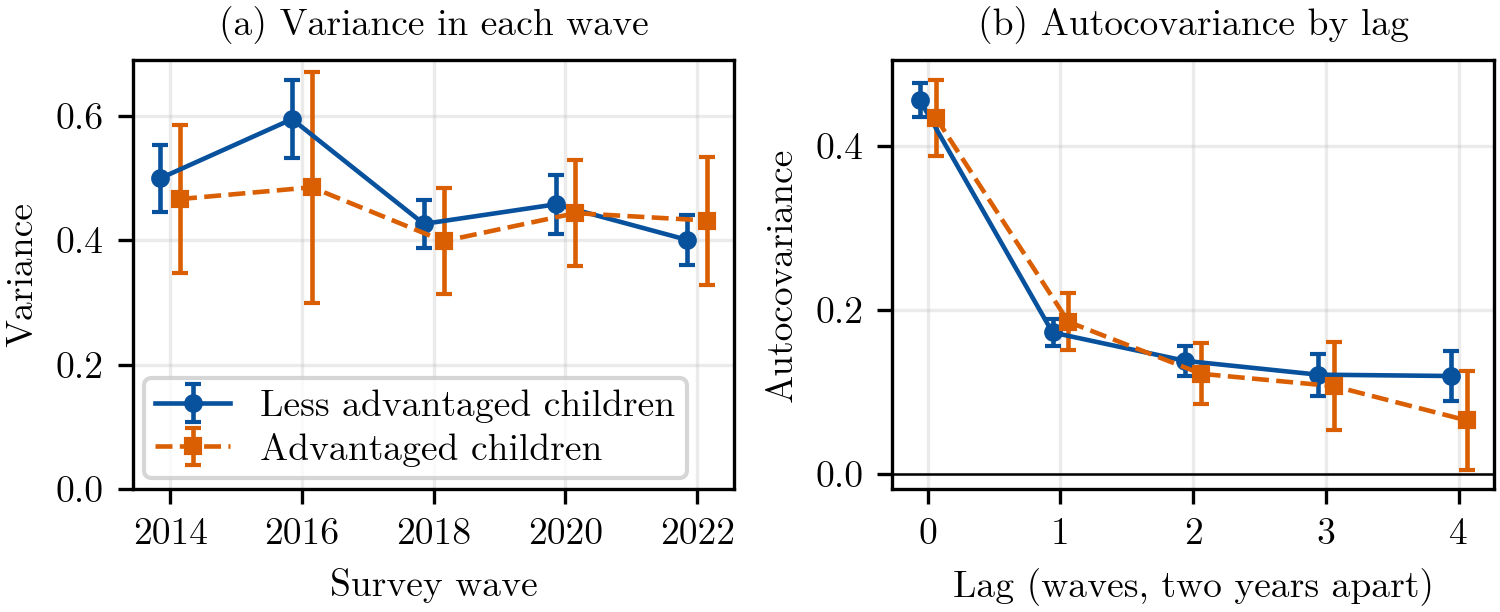 (a) Variance in each wave
Variance
0.6
0.4
0.2
0.0
Less advantaged children
Advantaged children
2014 2016 2018 2020 2022
Survey wave
(b) Autocovariance by lag
Autocovariance
0.4
0.2
0.0
0 1 2 3 4
Lag (waves, two years apart)